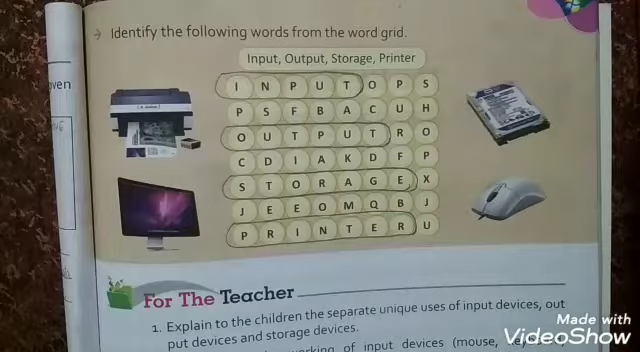 Identify the following words from the word grid.
Input, Output, Storage, Printer
I N P U T O P S
P S F B A C U H
O U T P U T R O
C D I A K D F P
S T O R A G E X
J E E O M Q B J
P R I N T E R U
For The Teacher
1. Explain to the children the separate unique uses of input devices, out
put devices and storage devices.
working of input devices (mouse,
Made with
VideoShow